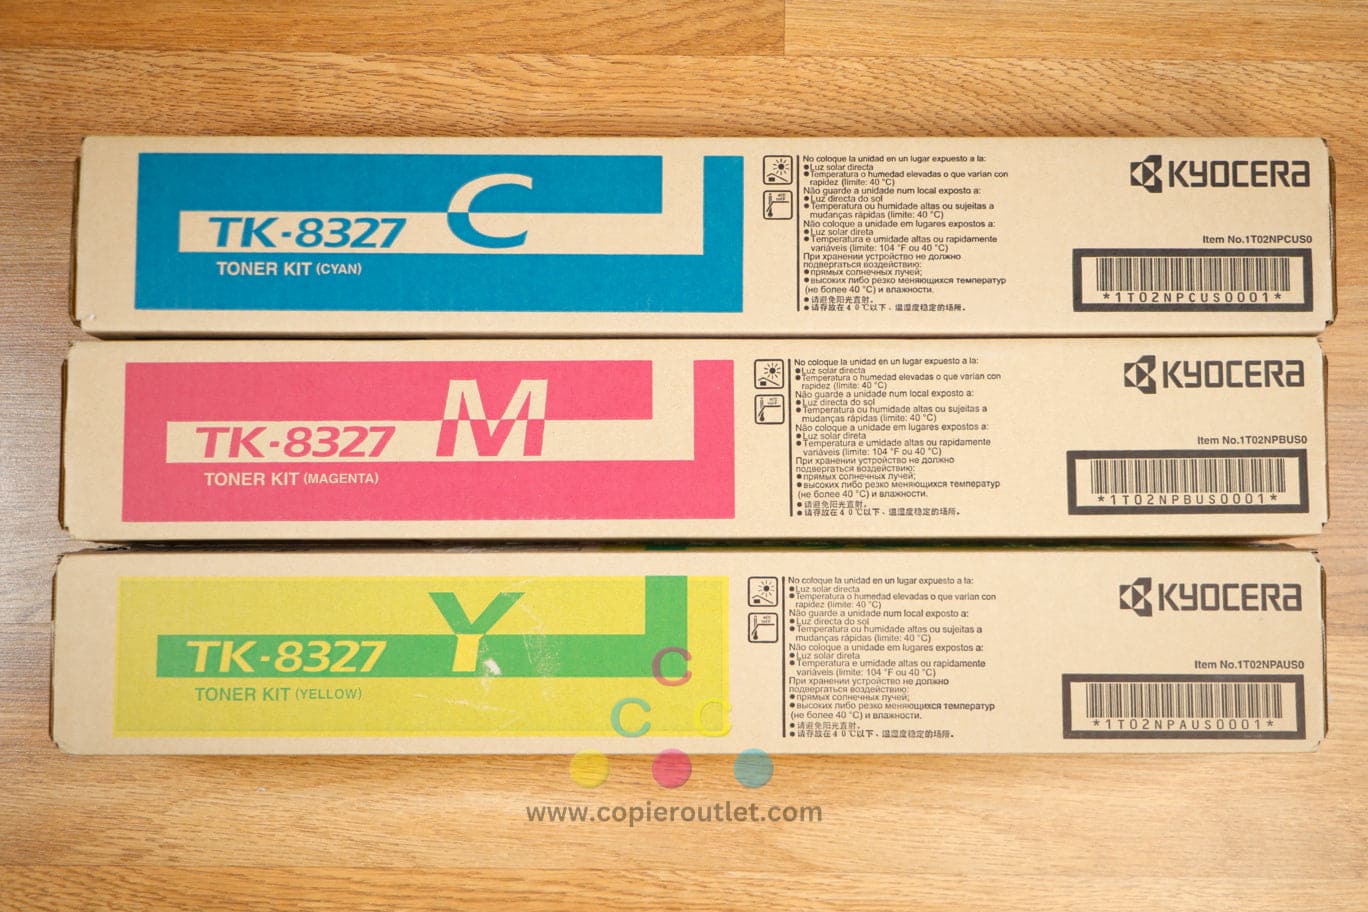 C
TK-8327
TONER KIT (CYAN)
No coloque la unidad en un lugar expuesto a la:
●Luz solar directa
●Temperatura o humedad elevadas o que varían con
rapidez (límite: 40 °C)
Não guarde a unidade num local exposto a:
●Luz directa do sol
●Temperatura ou humidade altas ou sujeitas a
mudanças rápidas (limite: 40 °C)
Não coloque a unidade em lugares expostos a:
●Luz solar direta
●Temperatura e umidade altas ou rapidamente
variáveis (limite: 104 °F ou 40 °C)
При хранении устройство не должно
подвергаться воздействию:
●прямых солнечных лучей;
●высоких либо резко меняющихся температур
(не более 40 °C) и влажности.
●请避免阳光直射。
●请存放在40℃以下、温湿度稳定的场所。
KYOCERA
Item No.1T02NPCUS0
*1T02NPCUS0001*
M
TK-8327
TONER KIT (MAGENTA)
No coloque la unidad en un lugar expuesto a la:
●Luz solar directa
●Temperatura o humedad elevadas o que varían con
rapidez (límite: 40 °C)
Não guarde a unidade num local exposto a:
●Luz directa do sol
●Temperatura ou humidade altas ou sujeitas a
mudanças rápidas (limite: 40 °C)
Não coloque a unidade em lugares expostos a:
●Luz solar direta
●Temperatura e umidade altas ou rapidamente
variáveis (limite: 104 °F ou 40 °C)
При хранении устройство не должно
подвергаться воздействию:
●прямых солнечных лучей;
●высоких либо резко меняющихся температур
(не более 40 °C) и влажности.
●请避免阳光直射。
●请存放在40℃以下、温湿度稳定的场所。
KYOCERA
Item No.1T02NPBUS0
*1T02NPBUS0001*
Y
TK-8327
TONER KIT (YELLOW)
No coloque la unidad en un lugar expuesto a la:
●Luz solar directa
●Temperatura o humedad elevadas o que varían con
rapidez (límite: 40 °C)
Não guarde a unidade num local exposto a:
●Luz directa do sol
●Temperatura ou humidade altas ou sujeitas a
mudanças rápidas (limite: 40 °C)
Não coloque a unidade em lugares expostos a:
●Luz solar direta
●Temperatura e umidade altas ou rapidamente
variáveis (limite: 104 °F ou 40 °C)
При хранении устройство не должно
подвергаться воздействию:
●прямых солнечных лучей;
●высоких либо резко меняющихся температур
(не более 40 °C) и влажности.
●请避免阳光直射。
●请存放在40℃以下、温湿度稳定的场所。
KYOCERA
Item No.1T02NPAUS0
*1T02NPAUS0001*
C
C C
www.copieroutlet.com